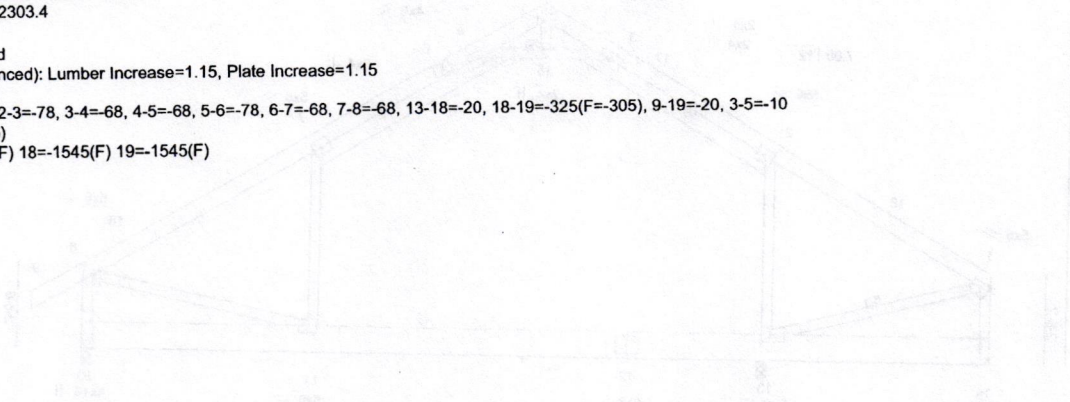 2303.4
d
nced): Lumber Increase=1.15, Plate Increase=1.15
2-3=-78, 3-4=-68, 4-5=-68, 5-6=-78, 6-7=-68, 7-8=-68, 13-18=-20, 18-19=-325(F=-305), 9-19=-20, 3-5=-10
)
F) 18=-1545(F) 19=-1545(F)